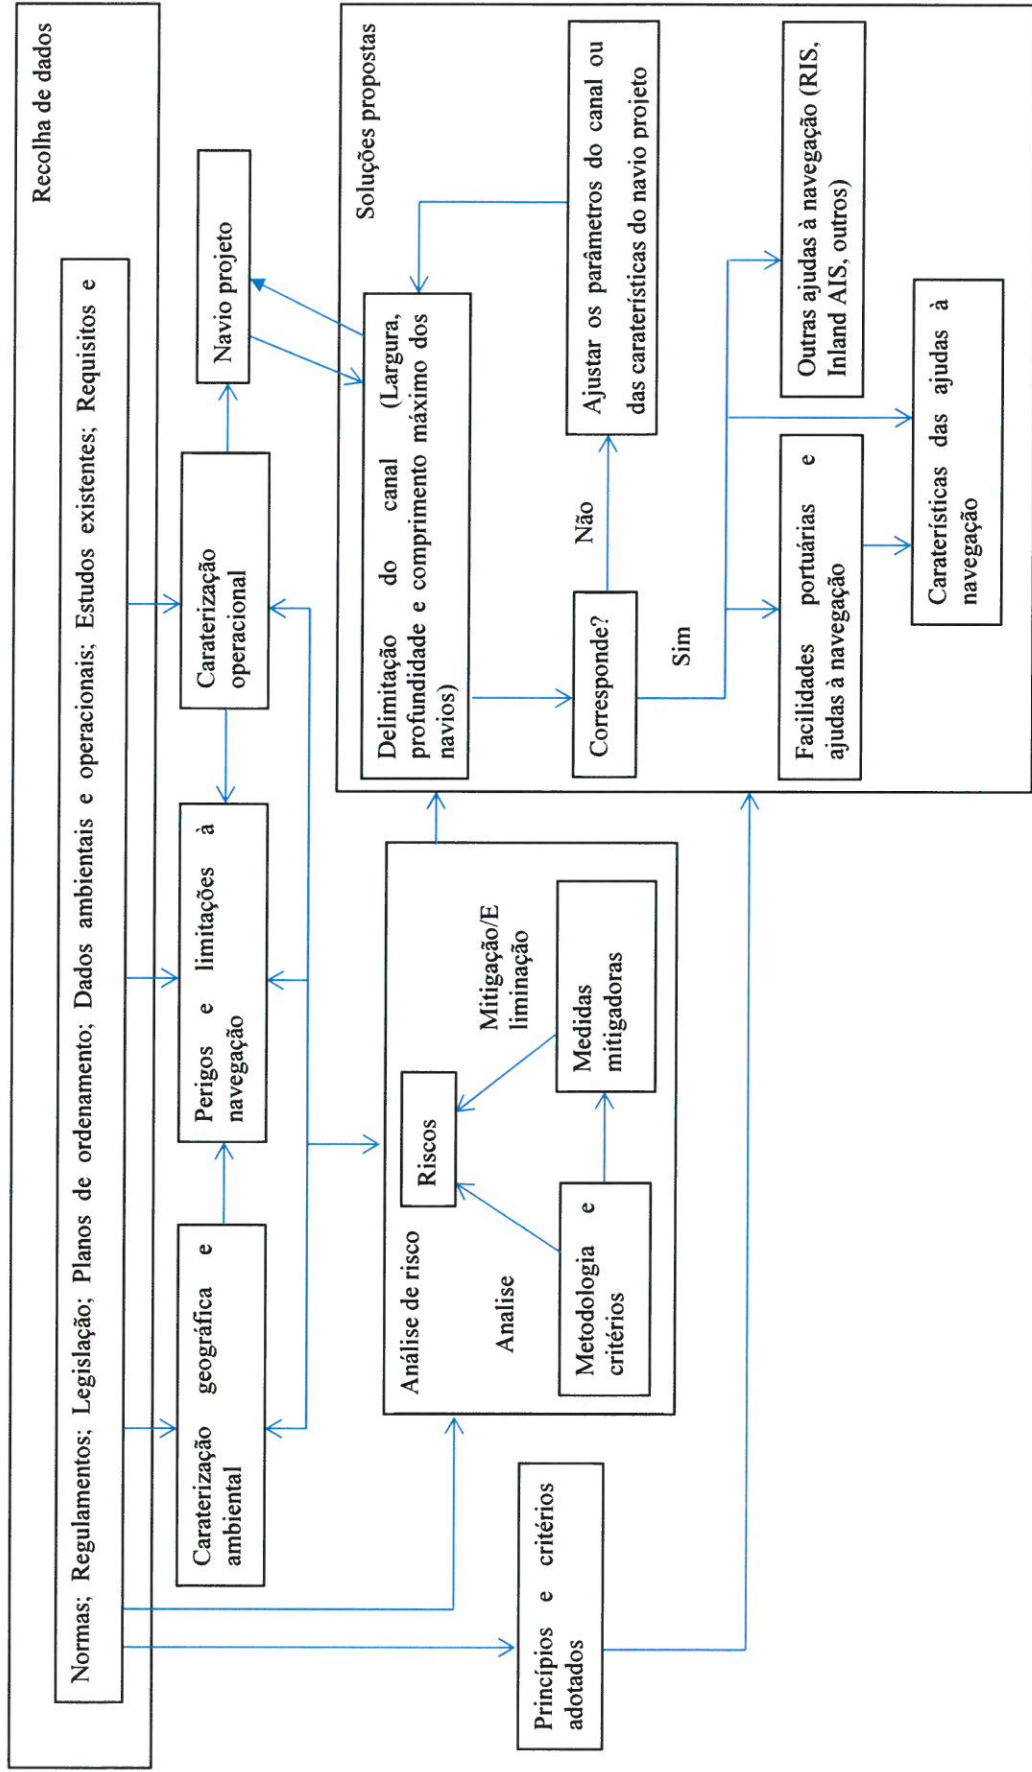 Recolha de dados
Normas; Regulamentos; Legislação; Planos de ordenamento; Dados ambientais e operacionais; Estudos existentes; Requisitos e
Caraterização geográfica e
ambiental
Perigos e limitações à
navegação
Caraterização
operacional
Navio projeto
Análise de risco
Riscos
Analise
Mitigação/E
liminação
Metodologia e
critérios
Medidas
mitigadoras
Princípios e critérios
adotados
Soluções propostas
Delimitação do canal (Largura,
profundidade e comprimento máximo dos
navios)
Corresponde?
Não
Ajustar os parâmetros do canal ou
das caraterísticas do navio projeto
Sim
Facilidades portuárias e
ajudas à navegação
Outras ajudas à navegação (RIS,
Inland AIS, outros)
Caraterísticas das ajudas à
navegação